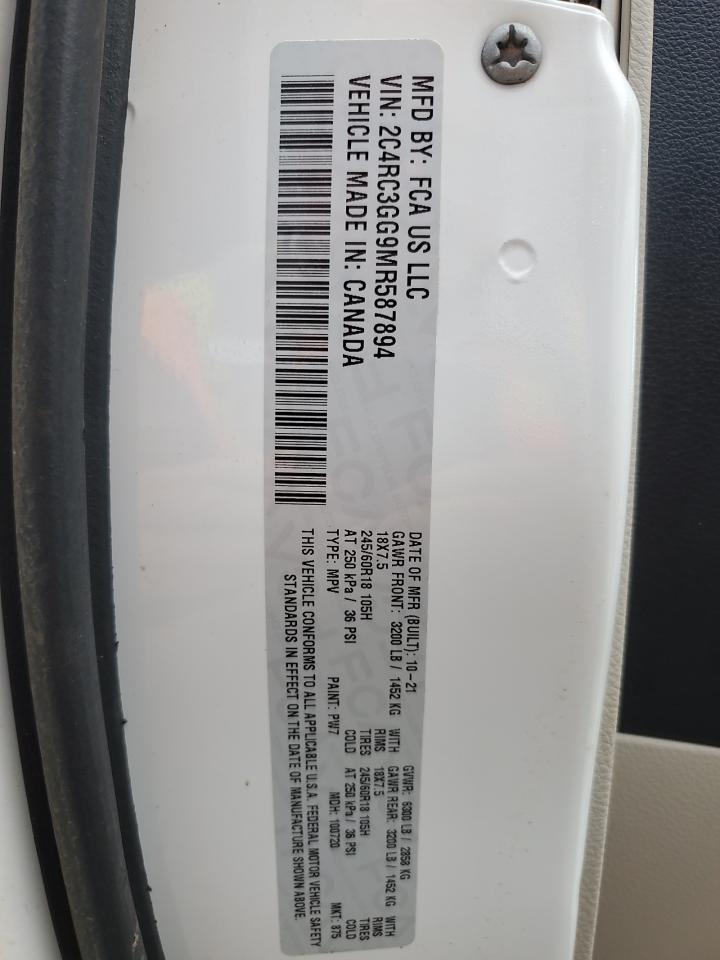 MFD BY: FCA US LLC
VIN: 2C4RC3GG9MR587894
VEHICLE MADE IN: CANADA
DATE OF MFR (BUILT): 10-21 GVWR: 6300 LB / 2858 KG
GAWR FRONT: 3200 LB / 1452 KG WITH GAWR REAR: 3200 LB / 1452 KG WITH
18X7.5 RIMS 18X7.5 RIMS
245/60R18 105H TIRES 245/60R18 105H TIRES
AT 250 kPa / 36 PSI COLD AT 250 kPa / 36 PSI COLD
TYPE: MPV PAINT: PW7 MDH: 100720 MKT: 875
THIS VEHICLE CONFORMS TO ALL APPLICABLE U.S.A. FEDERAL MOTOR VEHICLE SAFETY
STANDARDS IN EFFECT ON THE DATE OF MANUFACTURE SHOWN ABOVE.